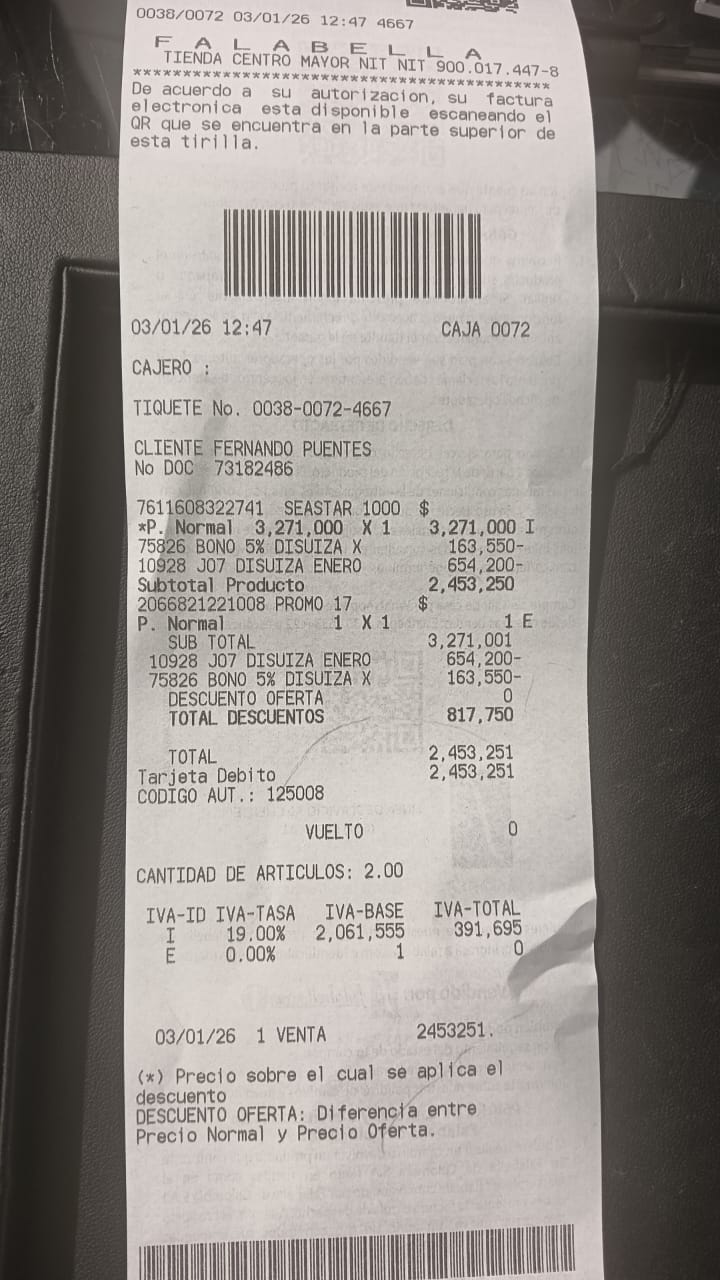 0038/0072 03/01/26 12:47 4667
F A L A B E L L A
TIENDA CENTRO MAYOR NIT NIT 900.017.447-8
******************************************
De acuerdo a su autorizacion, su factura
electronica esta disponible escaneando el
QR que se encuentra en la parte superior de
esta tirilla.
03/01/26 12:47 CAJA 0072
CAJERO :
TIQUETE No. 0038-0072-4667
CLIENTE FERNANDO PUENTES
No DOC 73182486
7611608322741 SEASTAR 1000 $
*P. Normal 3,271,000 X 1 3,271,000 I
75826 BONO 5% DISUIZA X 163,550-
10928 J07 DISUIZA ENERO 654,200-
Subtotal Producto 2,453,250
2066821221008 PROMO 17 $
P. Normal 1 X 1 1 E
SUB TOTAL 3,271,001
10928 J07 DISUIZA ENERO 654,200-
75826 BONO 5% DISUIZA X 163,550-
DESCUENTO OFERTA 0
TOTAL DESCUENTOS 817,750
TOTAL 2,453,251
Tarjeta Debito 2,453,251
CODIGO AUT.: 125008
VUELTO 0
CANTIDAD DE ARTICULOS: 2.00
IVA-ID IVA-TASA IVA-BASE IVA-TOTAL
I 19.00% 2,061,555 391,695
E 0.00% 1 0
03/01/26 1 VENTA 2453251.
(*) Precio sobre el cual se aplica el
descuento
DESCUENTO OFERTA: Diferencia entre
Precio Normal y Precio Oferta.